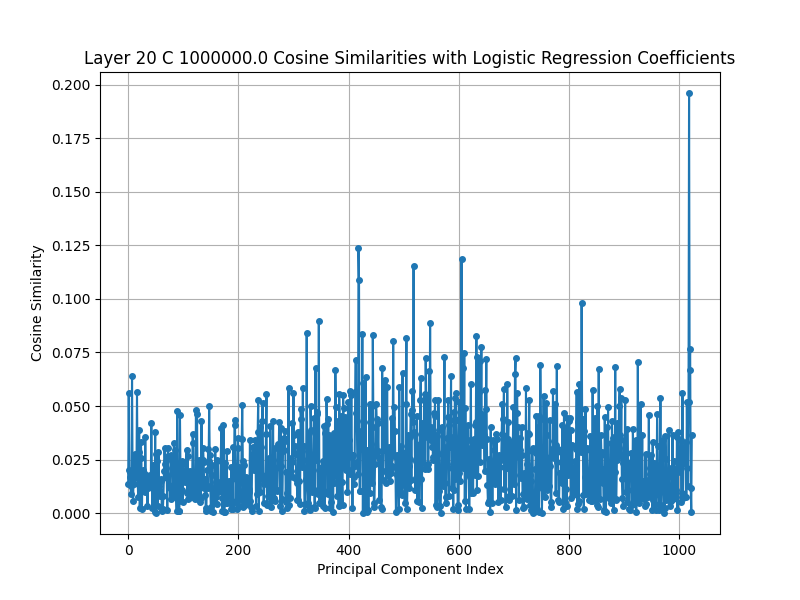 Layer 20 C 1000000.0 Cosine Similarities with Logistic Regression Coefficients
0.200
0.175
0.150
0.125
0.100
0.075
0.050
0.025
0.000
Cosine Similarity
0 200 400 600 800 1000
Principal Component Index